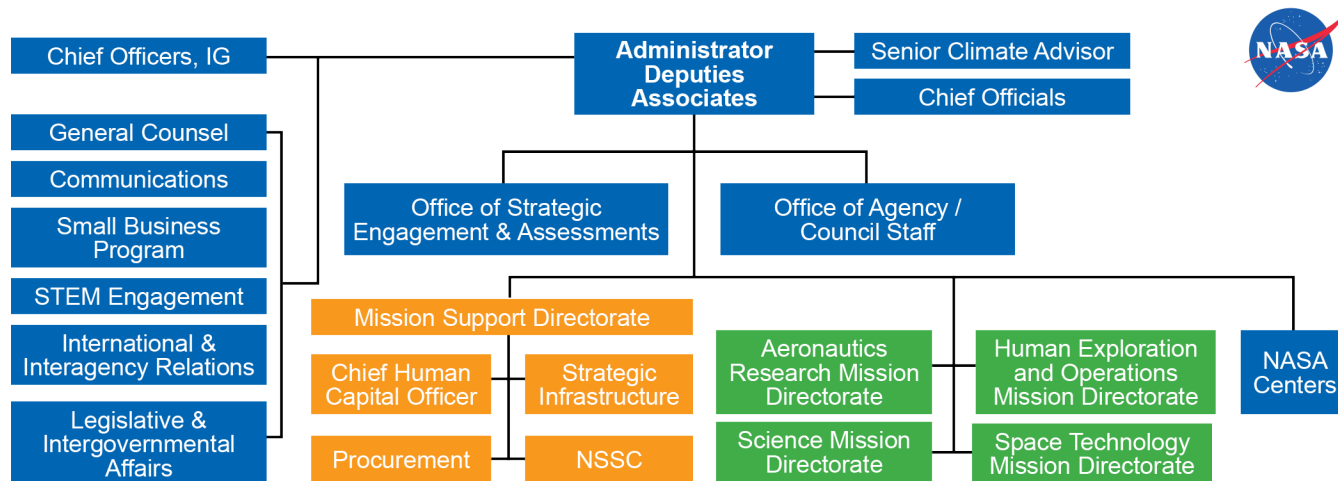 Chief Officers, IG
Administrator
Deputies
Associates
Senior Climate Advisor
Chief Officials
NASA
General Counsel
Communications
Small Business
Program
STEM Engagement
International &
Interagency Relations
Legislative &
Intergovernmental
Affairs
Office of Strategic
Engagement & Assessments
Office of Agency /
Council Staff
Mission Support Directorate
Chief Human
Capital Officer
Strategic
Infrastructure
Procurement
NSSC
Aeronautics
Research Mission
Directorate
Human Exploration
and Operations
Mission Directorate
Science Mission
Directorate
Space Technology
Mission Directorate
NASA
Centers